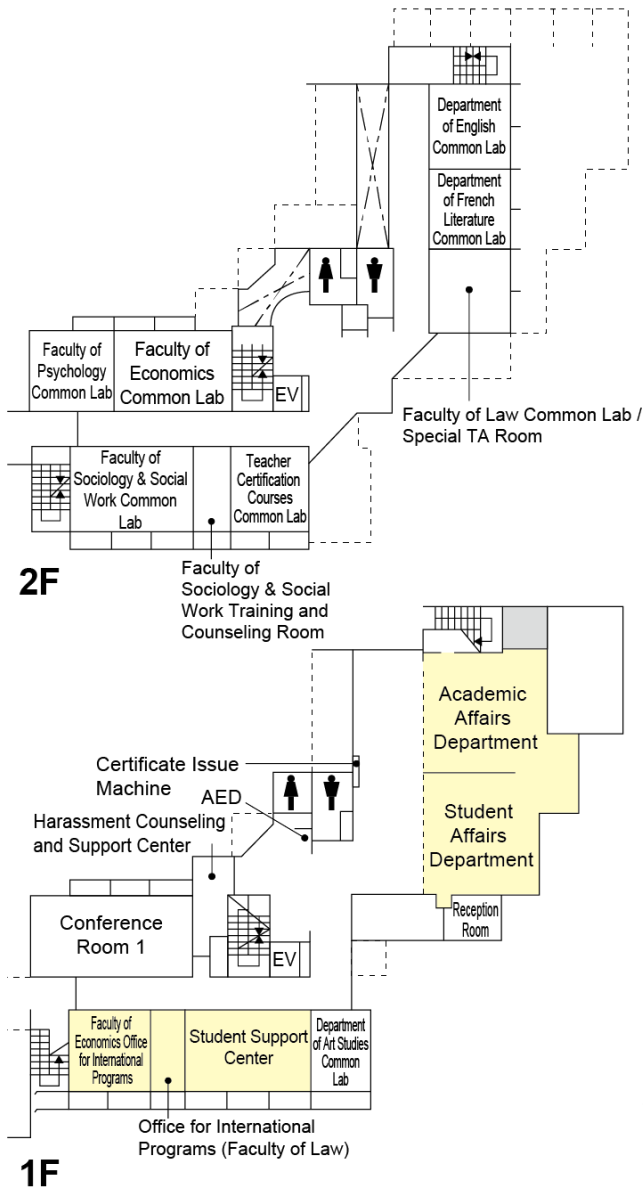 Department
of English
Common Lab
Department
of French
Literature
Common Lab
Faculty of
Psychology
Common Lab
Faculty of
Economics
Common Lab
EV
Faculty of Law Common Lab /
Special TA Room
Faculty of
Sociology & Social
Work Common
Lab
Teacher
Certification
Courses
Common Lab
2F
Faculty of
Sociology & Social
Work Training and
Counseling Room
Academic
Affairs
Department
Certificate Issue
Machine
AED
Harassment Counseling
and Support Center
Student
Affairs
Department
Conference
Room 1
Reception
Room
EV
Faculty of
Economics Office
for International
Programs
Student Support
Center
Department
of Art Studies
Common
Lab
Office for International
Programs (Faculty of Law)
1F